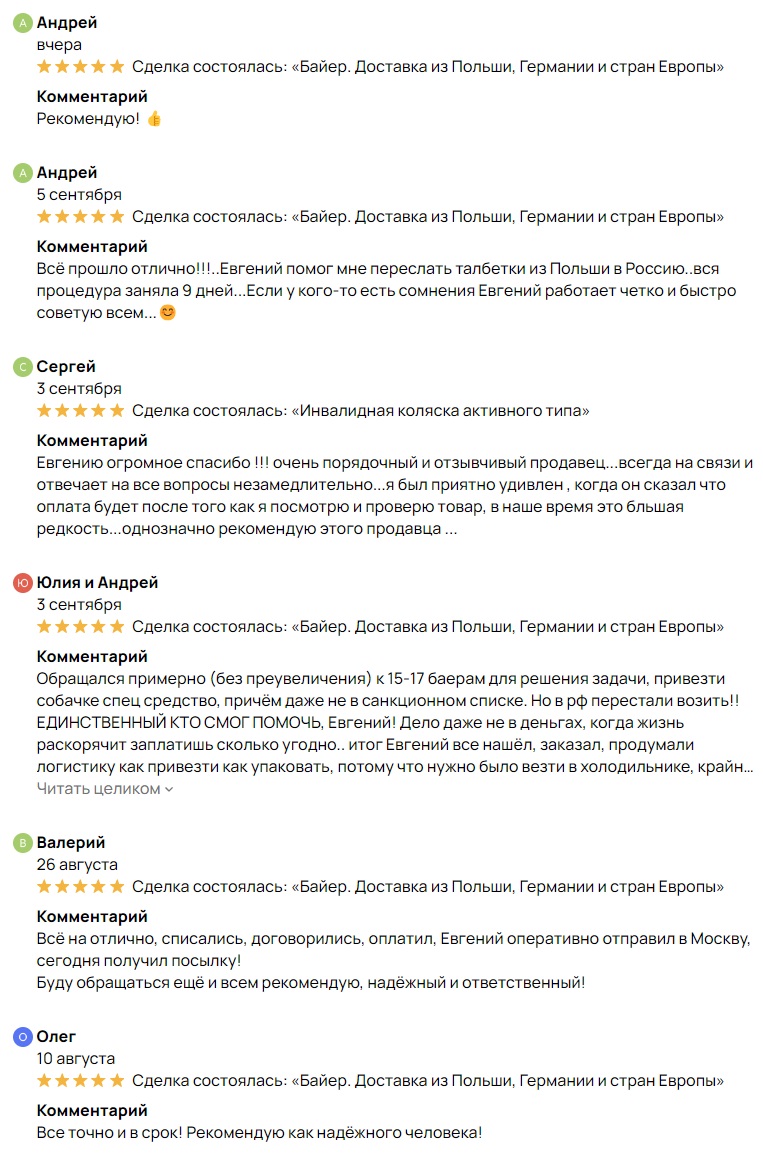 А Андрей
вчера
Сделка состоялась: «Байер. Доставка из Польши, Германии и стран Европы»
Комментарий
Рекомендую! 👍
А Андрей
5 сентября
Сделка состоялась: «Байер. Доставка из Польши, Германии и стран Европы»
Комментарий
Всё прошло отлично!!!..Евгений помог мне переслать талбетки из Польши в Россию..вся
процедура заняла 9 дней...Если у кого-то есть сомнения Евгений работает четко и быстро
советую всем... 😊
С Сергей
3 сентября
Сделка состоялась: «Инвалидная коляска активного типа»
Комментарий
Евгению огромное спасибо !!! очень порядочный и отзывчивый продавец...всегда на связи и
отвечает на все вопросы незамедлительно...я был приятно удивлен , когда он сказал что
оплата будет после того как я посмотрю и проверю товар, в наше время это бльшая
редкость...однозначно рекомендую этого продавца ...
Ю Юлия и Андрей
3 сентября
Сделка состоялась: «Байер. Доставка из Польши, Германии и стран Европы»
Комментарий
Обращался примерно (без преувеличения) к 15-17 баерам для решения задачи, привезти
собачке спец средство, причём даже не в санкционном списке. Но в рф перестали возить!!
ЕДИНСТВЕННЫЙ КТО СМОГ ПОМОЧЬ, Евгений! Дело даже не в деньгах, когда жизнь
раскорячит заплатишь сколько угодно.. итог Евгений все нашёл, заказал, продумали
логистику как привезти как упаковать, потому что нужно было везти в холодильнике, крайн...
Читать целиком
В Валерий
26 августа
Сделка состоялась: «Байер. Доставка из Польши, Германии и стран Европы»
Комментарий
Всё на отлично, списались, договорились, оплатил, Евгений оперативно отправил в Москву,
сегодня получил посылку!
Буду обращаться ещё и всем рекомендую, надёжный и ответственный!
О Олег
10 августа
Сделка состоялась: «Байер. Доставка из Польши, Германии и стран Европы»
Комментарий
Все точно и в срок! Рекомендую как надёжного человека!